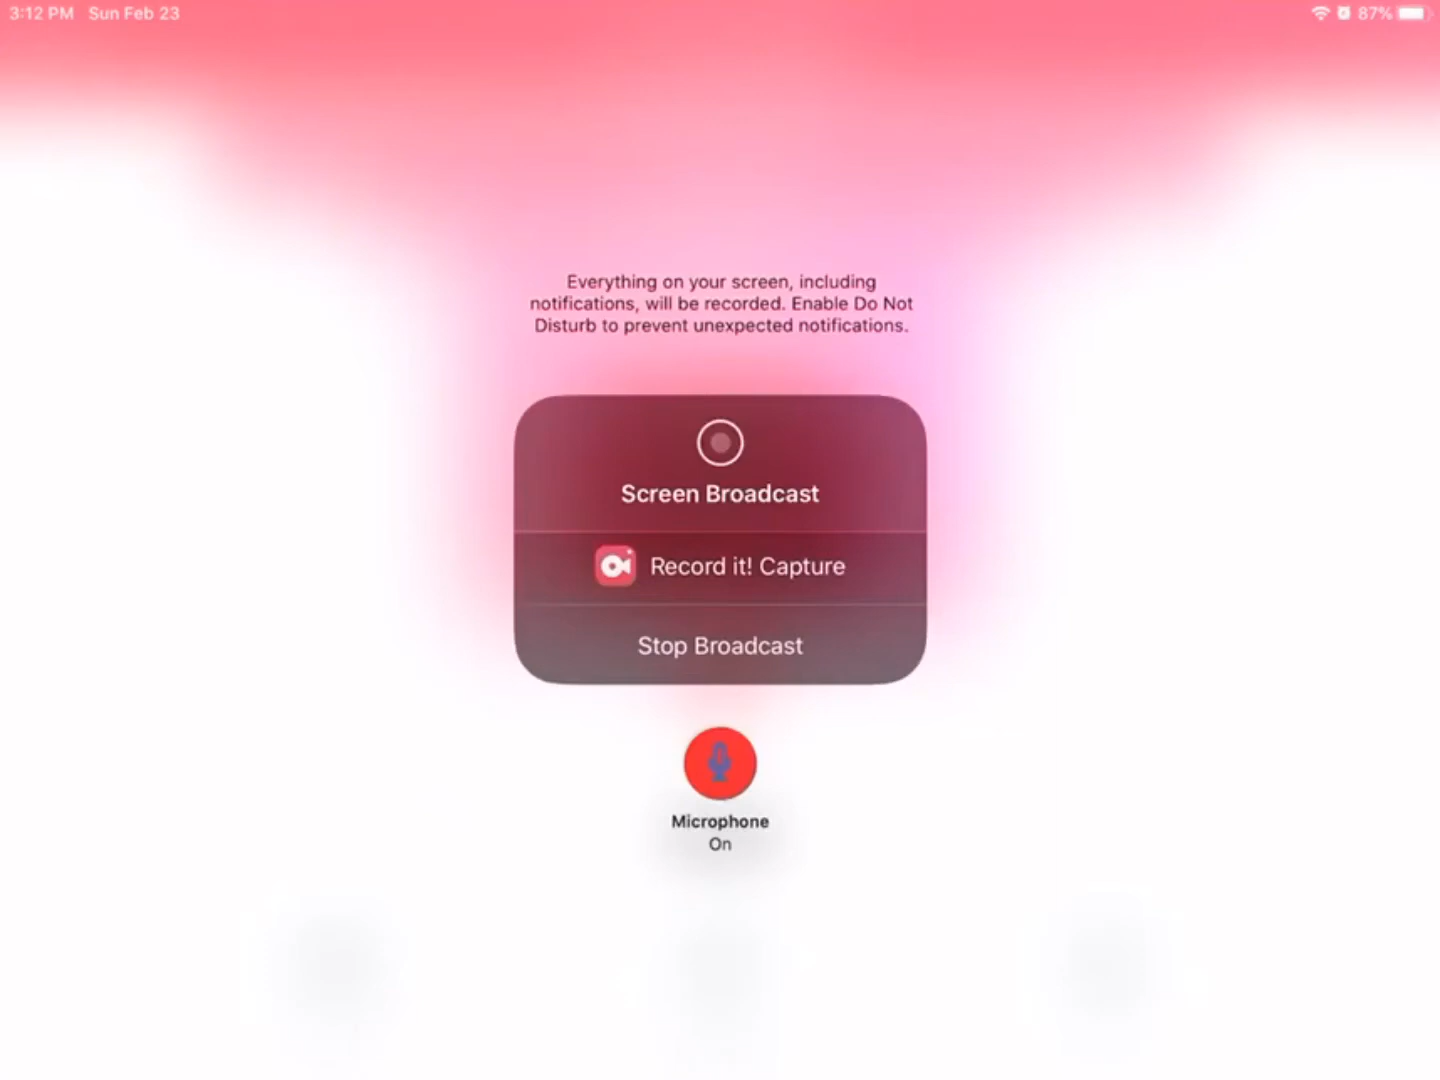 3:12 PM Sun Feb 23
87%
Everything on your screen, including
notifications, will be recorded. Enable Do Not
Disturb to prevent unexpected notifications.
Screen Broadcast
Record it! Capture
Stop Broadcast
Microphone
On